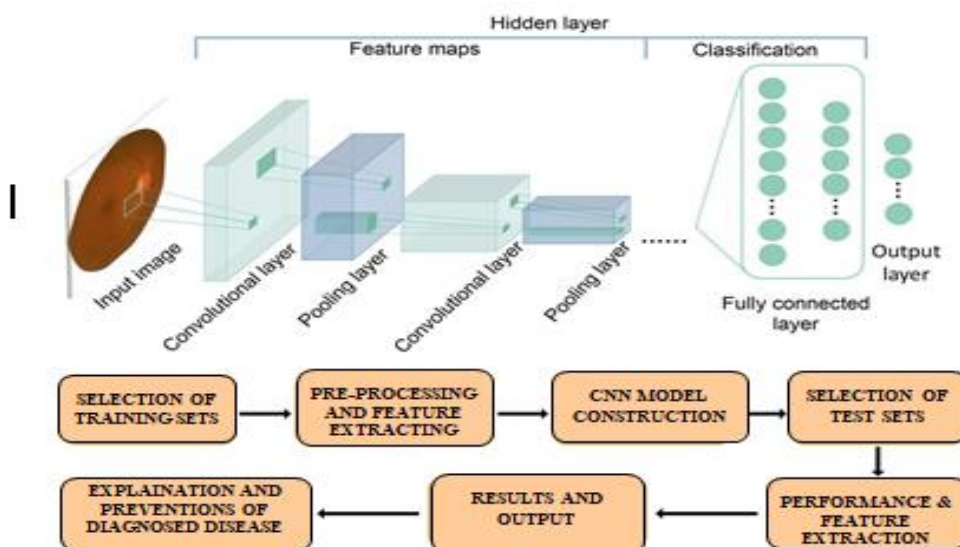 Hidden layer
Feature maps
Classification
Input image
Convolutional layer
Pooling layer
Convolutional layer
Pooling layer
Fully connected
layer
Output
layer
SELECTION OF
TRAINING SETS
PRE-PROCESSING
AND FEATURE
EXTRACTING
CNN MODEL
CONSTRUCTION
SELECTION OF
TEST SETS
PERFORMANCE &
FEATURE
EXTRACTION
RESULTS AND
OUTPUT
EXPLAINATION AND
PREVENTIONS OF
DIAGNOSED DISEASE